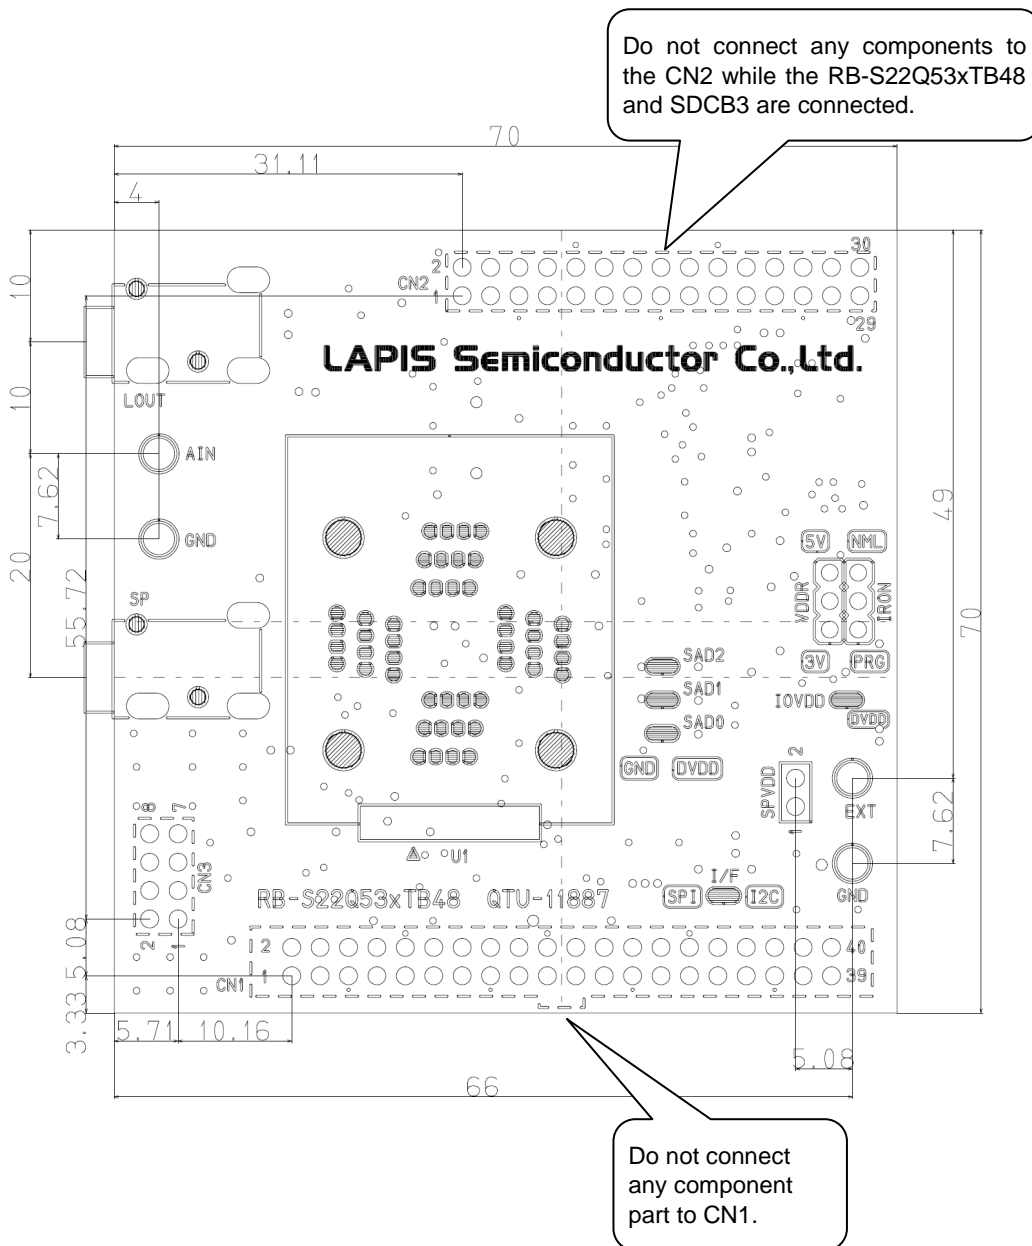 Do not connect any components to
the CN2 while the RB-S22Q53xTB48
and SDCB3 are connected.
70
31.11
4
30
2
CN2
1
29
10
LAPIS Semiconductor Co.,Ltd.
LOUT
10
AIN
7.62
49
GND
5V
NML
20
SP
VDDR
IRON
55.72
70
SAD2
3V
PRG
SAD1
IOVDD
DVDD
SAD0
GND
DVDD
2
SPVDD
EXT
8
7
1
7.62
U1
CN3
I/F
RB-S22Q53xTB48
QTU-11887
SPI
I2C
GND
2
1
2
40
5.08
CN1
1
39
3.33
5.71
10.16
5.08
66
Do not connect
any component
part to CN1.